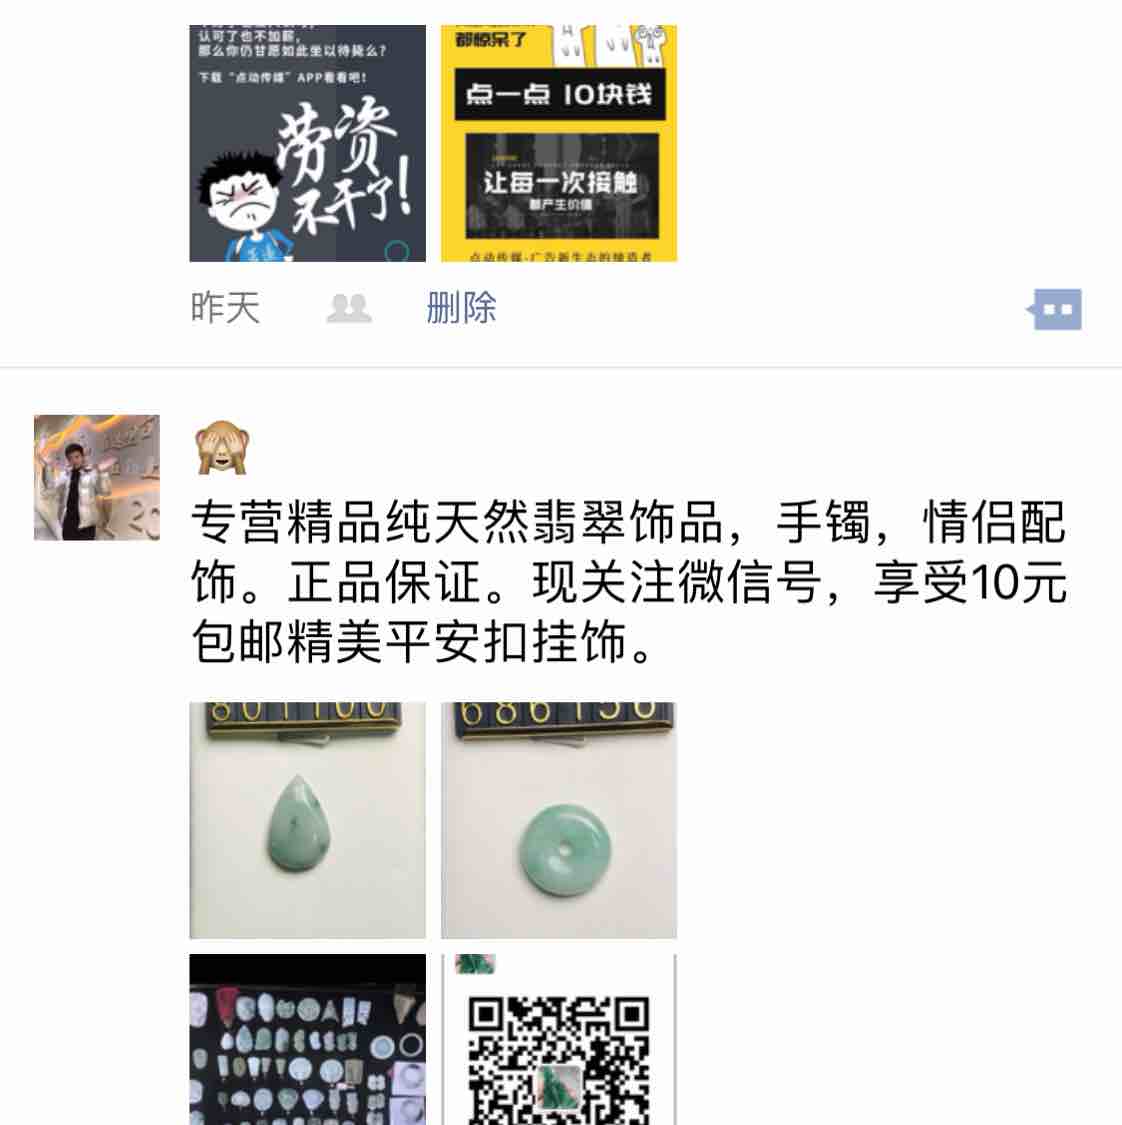 认可了也不加薪，
那么你仍甘愿如此坐以待毙么？
下载“点动传媒”APP看看吧！
劳资
不干了！
都惊呆了
点一点 10块钱
让每一次接触
都产生价值
点动传媒·广告新生态的缔造者
昨天
删除
专营精品纯天然翡翠饰品，手镯，情侣配
饰。正品保证。现关注微信号，享受10元
包邮精美平安扣挂饰。
801100
686150